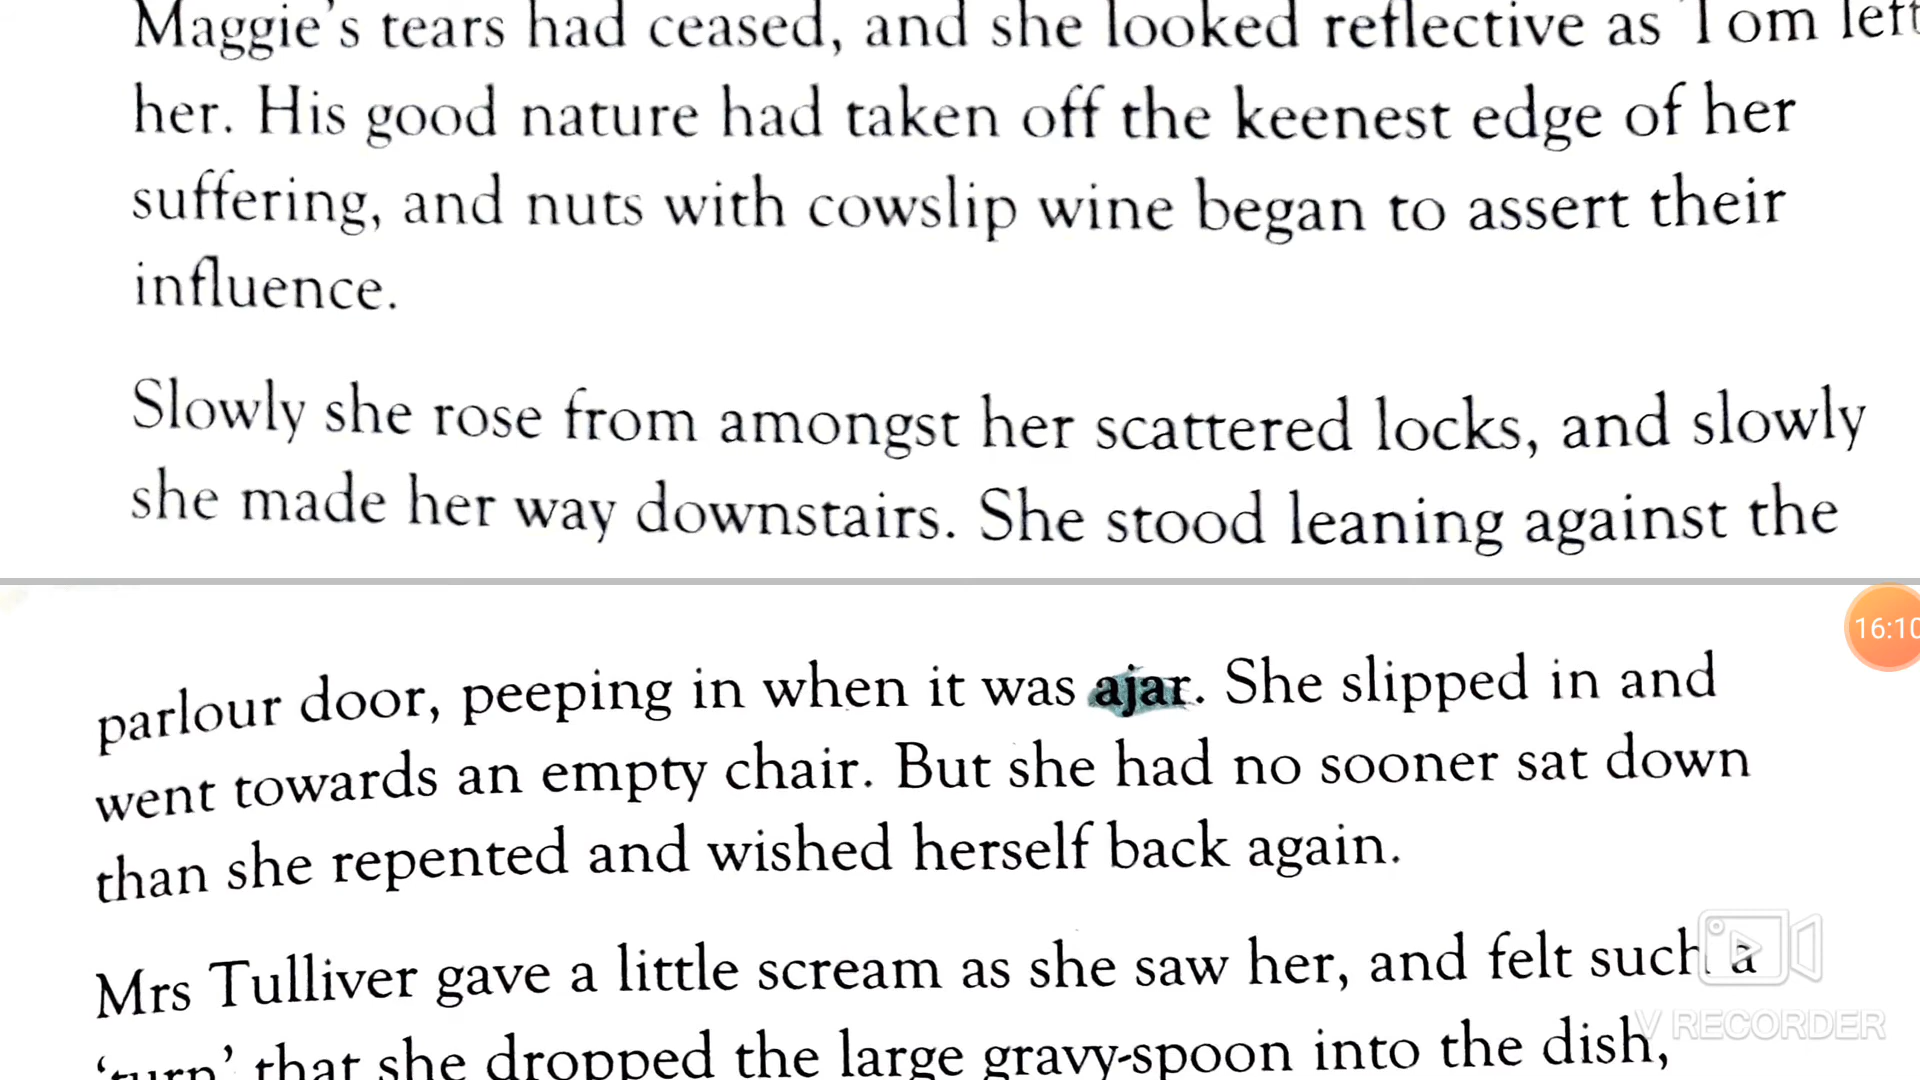 Maggie's tears had ceased, and she looked reflective as Tom left
her. His good nature had taken off the keenest edge of her
suffering, and nuts with cowslip wine began to assert their
influence.
Slowly she rose from amongst her scattered locks, and slowly
she made her way downstairs. She stood leaning against the
16:10
parlour door, peeping in when it was ajar. She slipped in and
went towards an empty chair. But she had no sooner sat down
than she repented and wished herself back again.
Mrs Tulliver gave a little scream as she saw her, and felt such a
'turn' that she dropped the large gravy-spoon into the dish,
V RECORDER